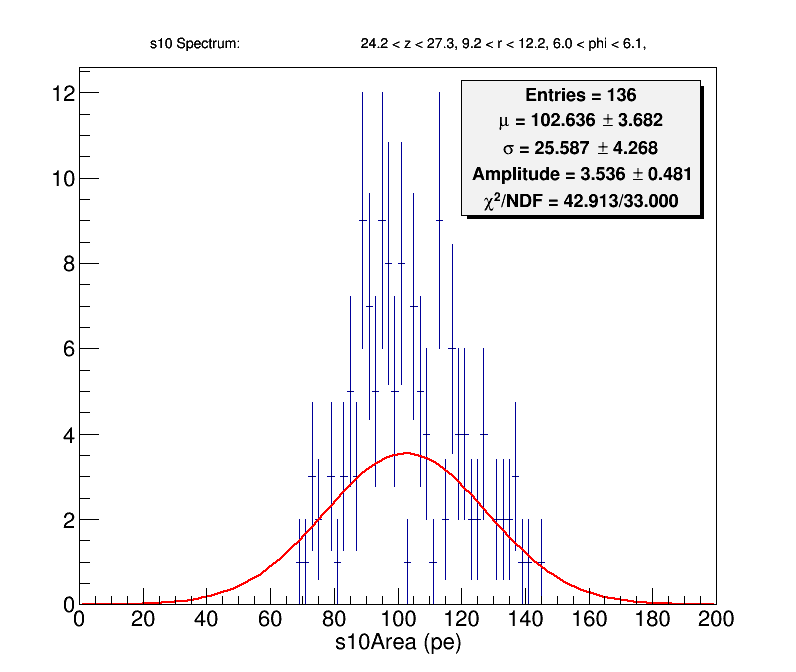 s10 Spectrum: 24.2 < z < 27.3, 9.2 < r < 12.2, 6.0 < phi < 6.1,
Entries = 136
μ = 102.636 ± 3.682
σ = 25.587 ± 4.268
Amplitude = 3.536 ± 0.481
χ²/NDF = 42.913/33.000
12
10
8
6
4
2
0
0 20 40 60 80 100 120 140 160 180 200
s10Area (pe)